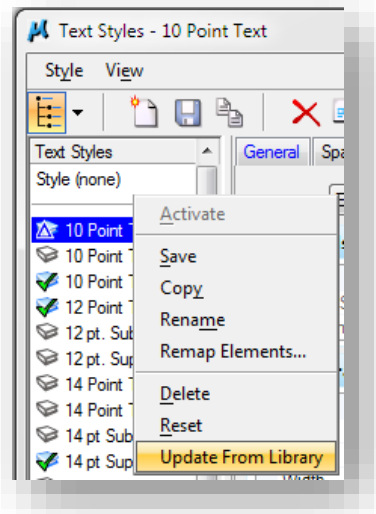 Text Styles - 10 Point Text
Style View
Text Styles General Spa
Style (none)
10 Point T
10 Point T
10 Point T
12 Point T
12 pt. Sub
12 pt. Sup
14 Point T
14 Point T
14 pt Sub
14 pt Sup
Activate
Save
Copy
Rename
Remap Elements...
Delete
Reset
Update From Library
Width